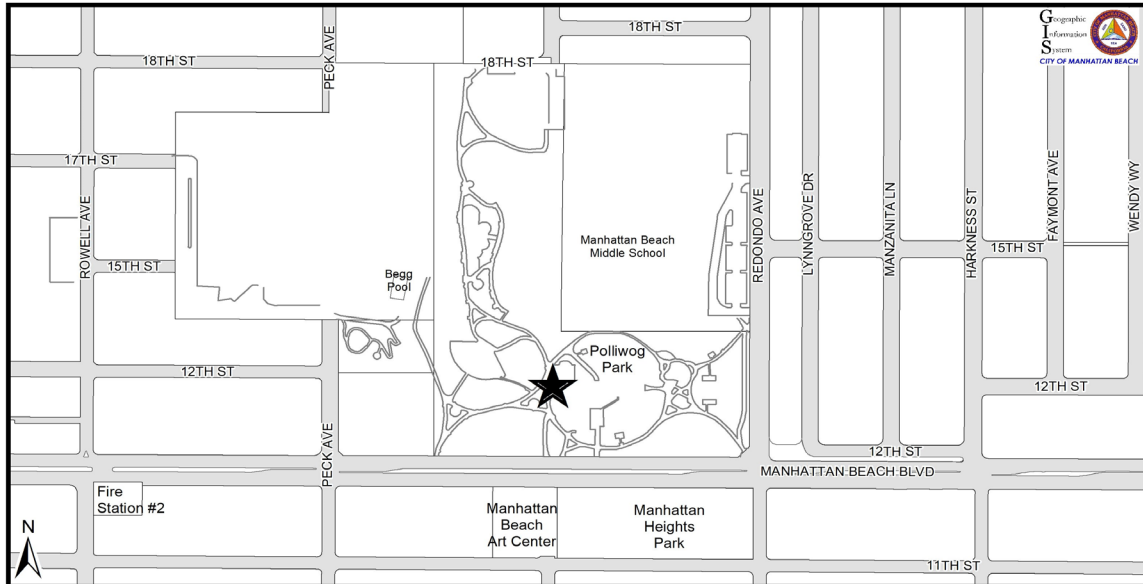 18TH ST
Geographic
Information
System
CITY OF MANHATTAN BEACH
18TH ST
18TH ST
PECK AVE
17TH ST
ROWELL AVE
15TH ST
Begg
Pool
Manhattan Beach
Middle School
REDONDO AVE
LYNNGROVE DR
MANZANITA LN
HARKNESS ST
FAYMONT AVE
WENDY WY
15TH ST
Polliwog
Park
12TH ST
12TH ST
PECK AVE
12TH ST
MANHATTAN BEACH BLVD
Fire
Station #2
Manhattan
Beach
Art Center
Manhattan
Heights
Park
N
11TH ST